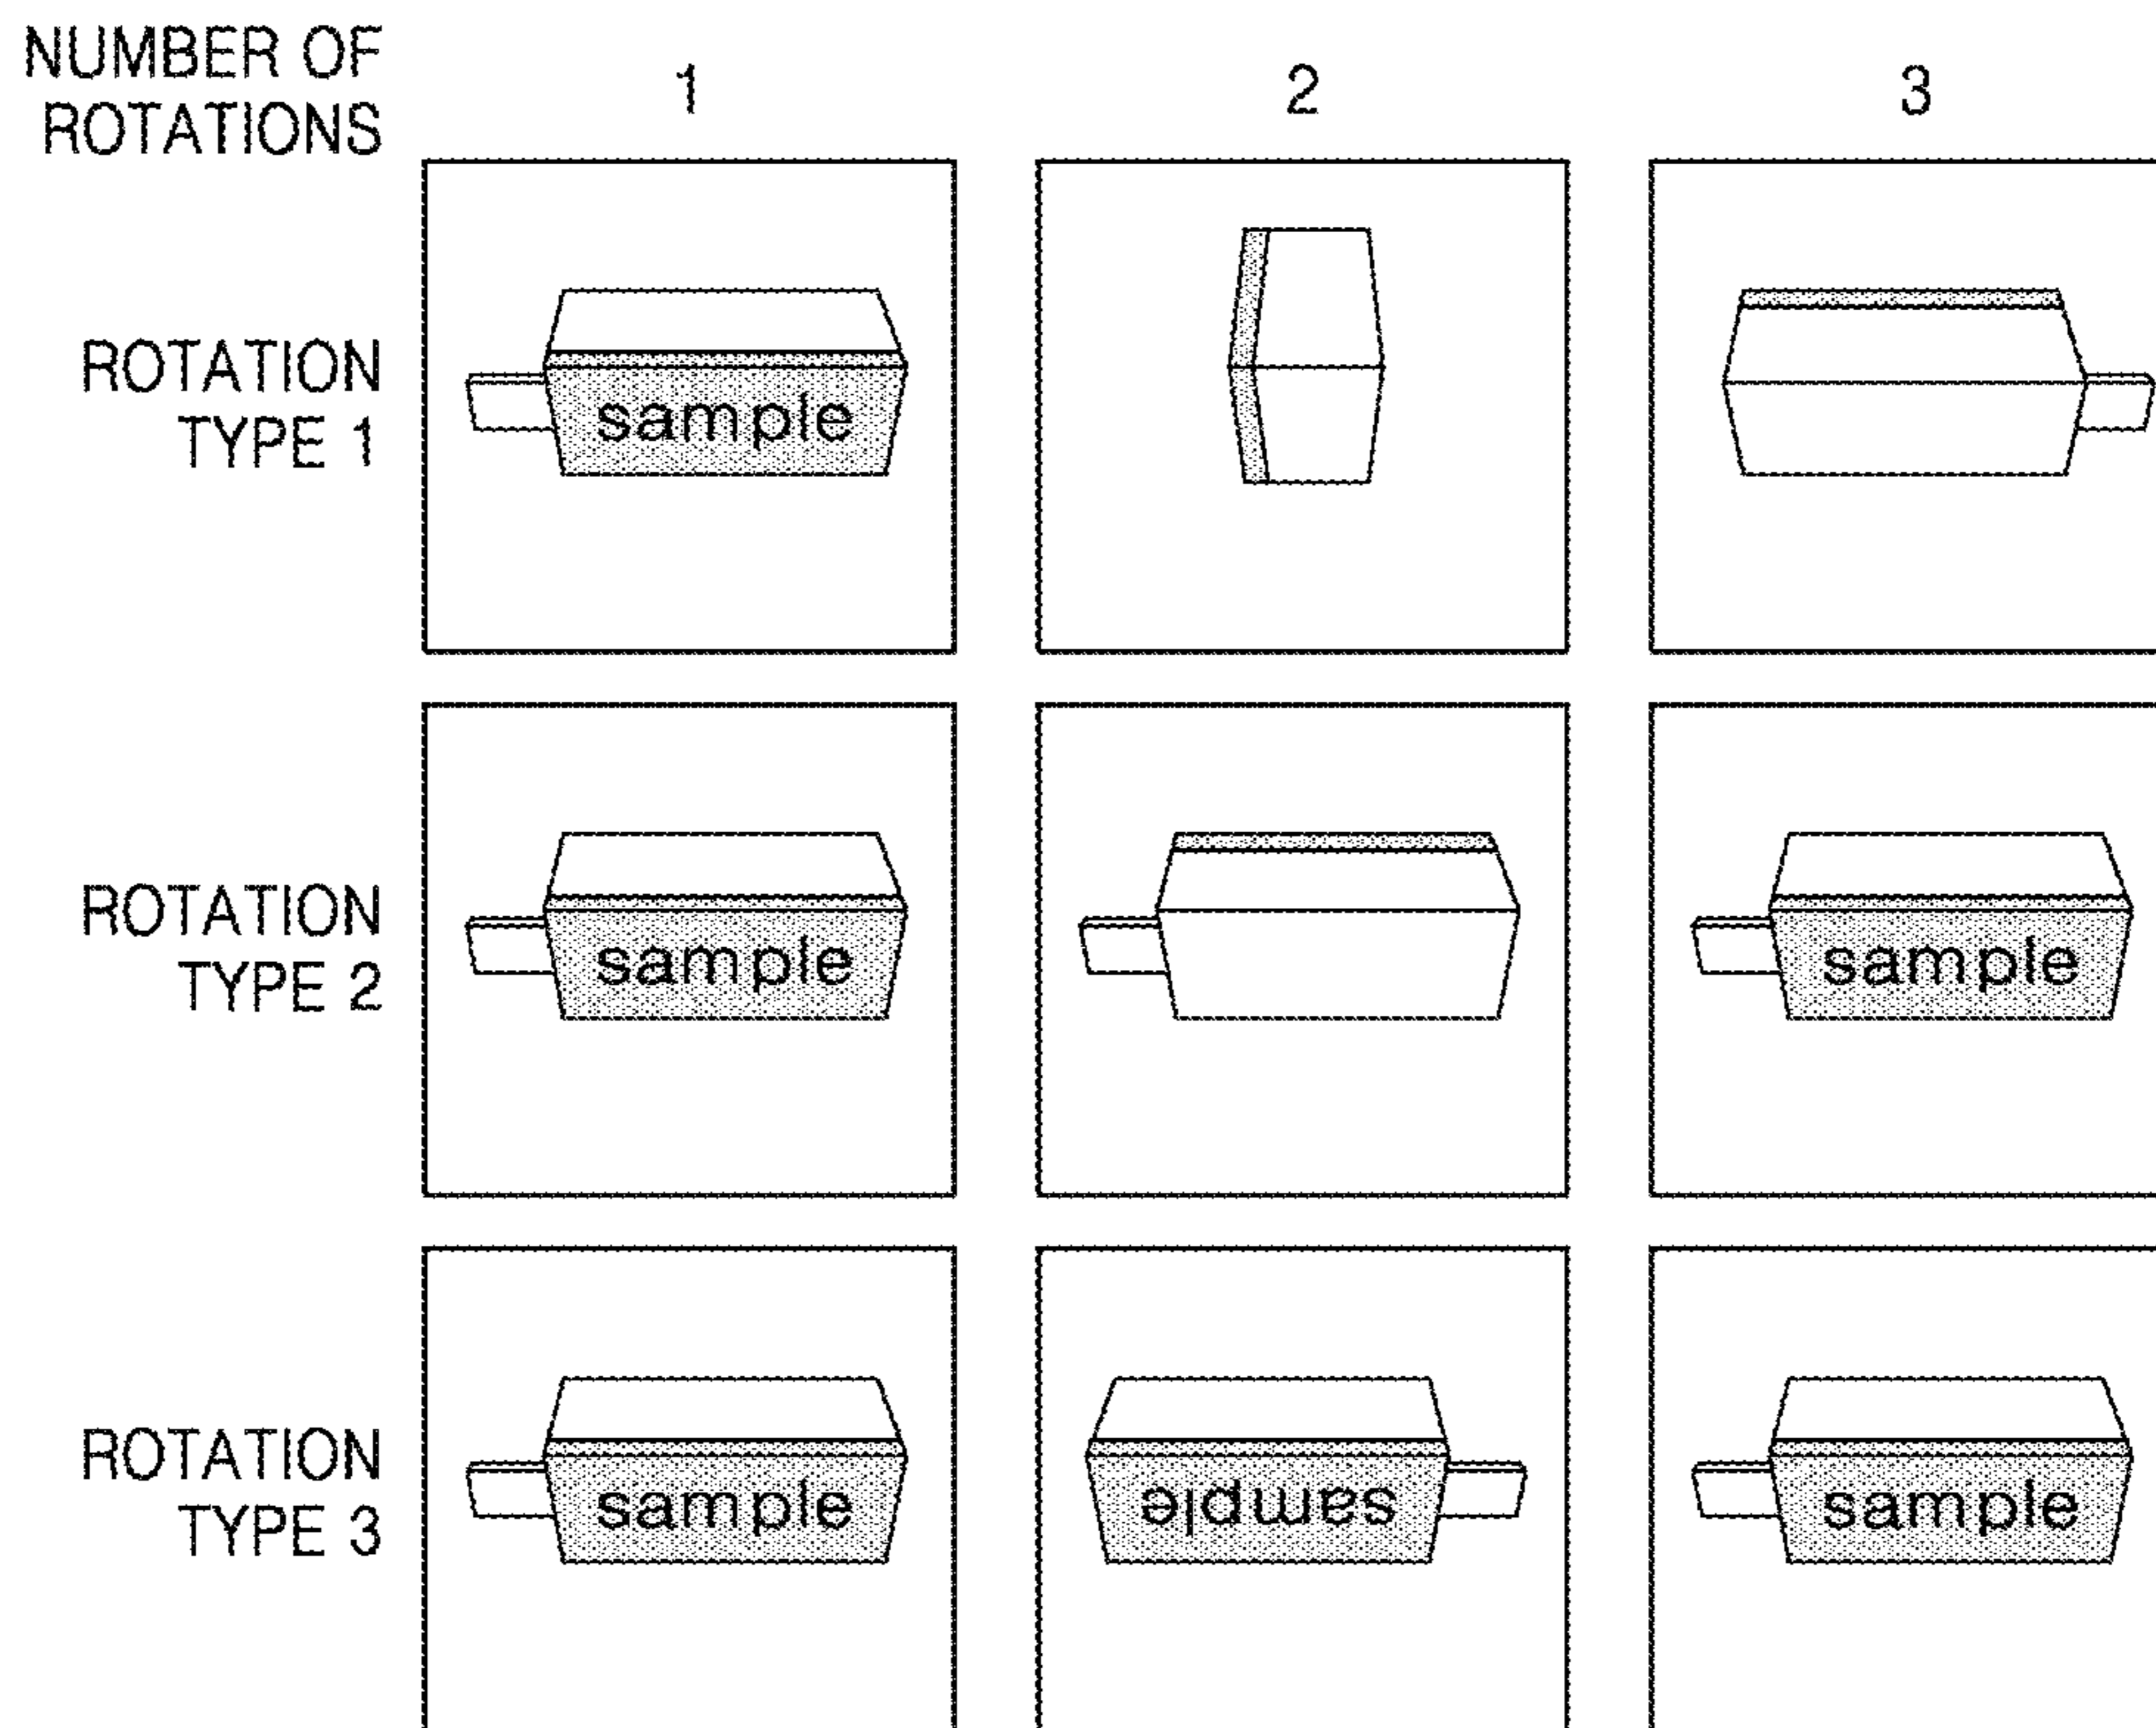 NUMBER OF
ROTATIONS
1
2
3
ROTATION
TYPE 1
sample
ROTATION
TYPE 2
sample
sample
ROTATION
TYPE 3
sample
sample
sample